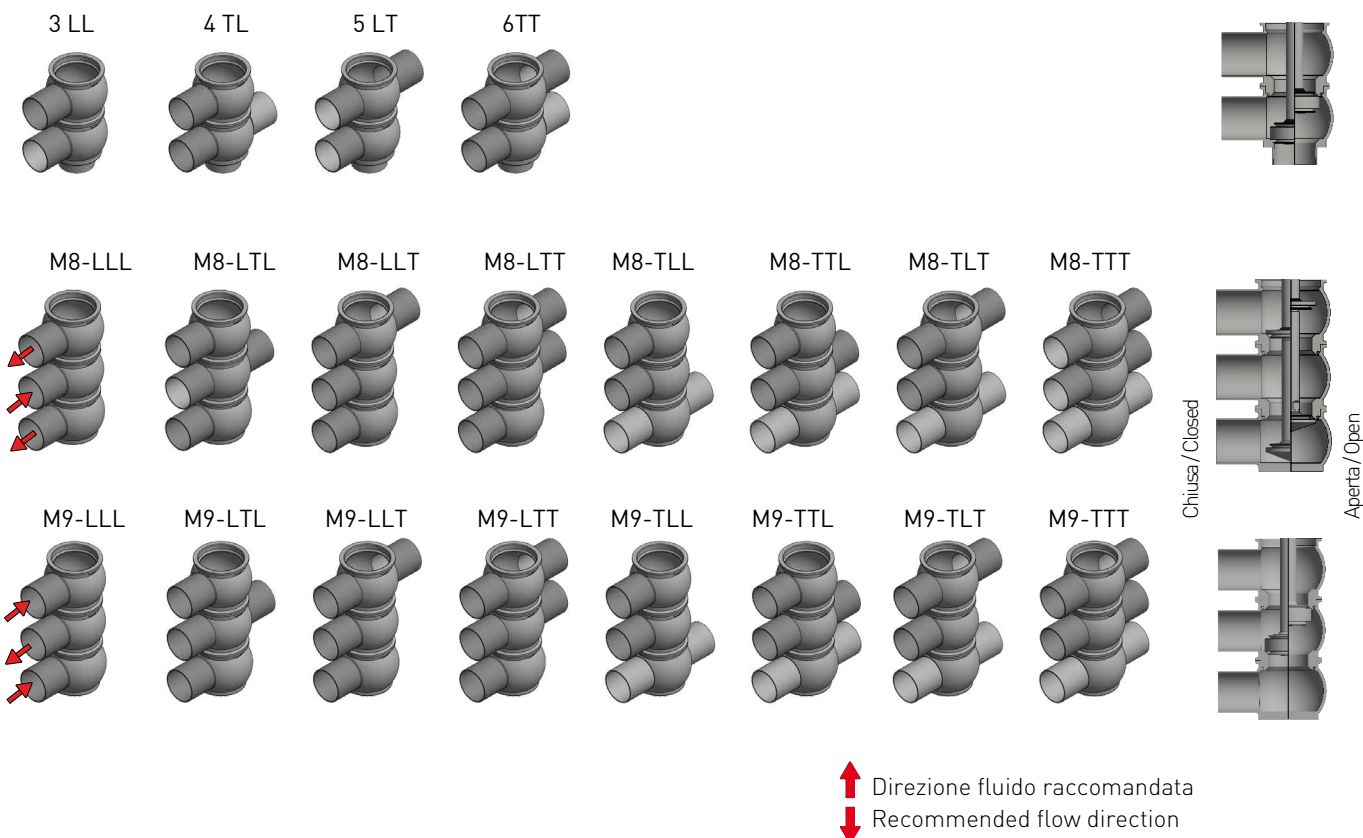 3 LL 4 TL 5 LT 6TT
M8-LLL M8-LTL M8-LLT M8-LTT M8-TLL M8-TTL M8-TLT M8-TTT
Chiusa / Closed
Aperta / Open
M9-LLL M9-LTL M9-LLT M9-LTT M9-TLL M9-TTL M9-TLT M9-TTT
Direzione fluido raccomandata
Recommended flow direction